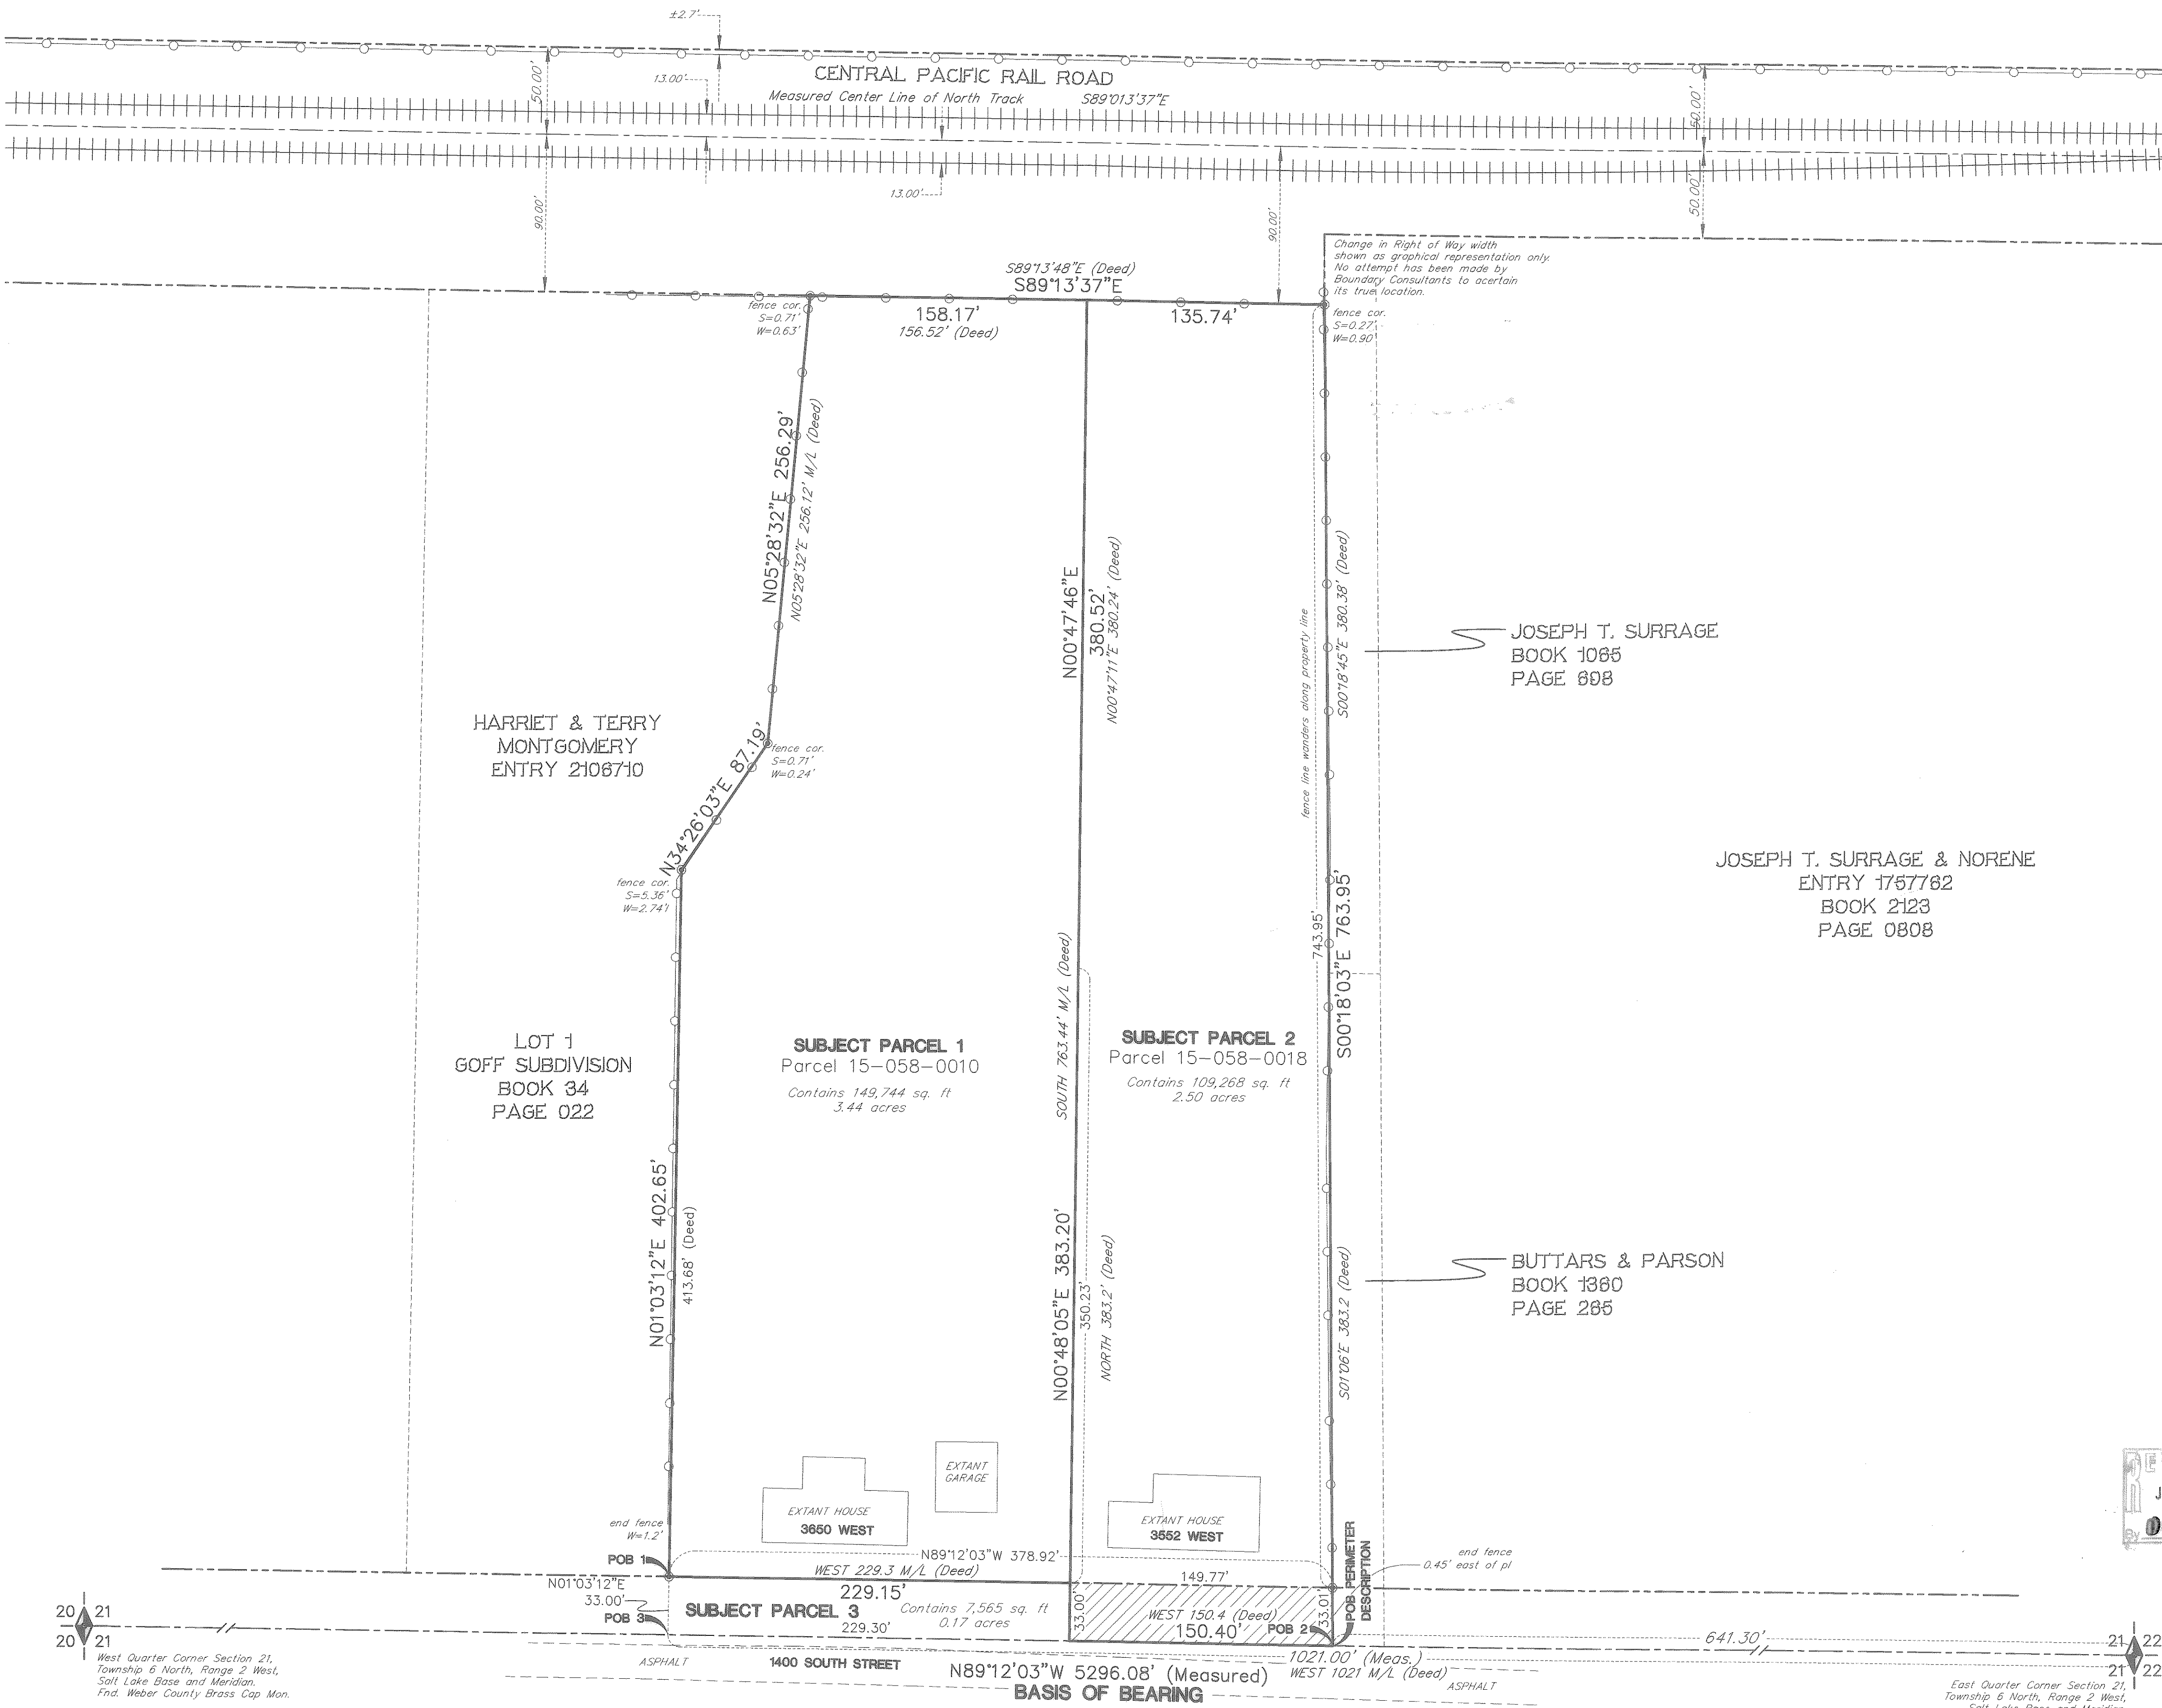 ±2.7'
CENTRAL PACIFIC RAIL ROAD
Measured Center Line of North Track S89°013'37"E
50.00'
13.00'
50.00'
13.00'
90.00'
90.00'
50.00'
Change in Right of Way width
shown as graphical representation only.
No attempt has been made by
Boundary Consultants to acertain
its true location.
S89°13'48"E (Deed)
S89°13'37"E
fence cor.
S=0.71'
W=0.63'
158.17'
156.52' (Deed)
135.74'
fence cor.
S=0.27'
W=0.90'
N05°28'32"E 256.29'
N05°28'32"E 256.12' M/L (Deed)
N00°47'46"E
380.52'
N00°47'11"E 380.24' (Deed)
fence line wanders along property line
S00°18'45"E 380.38' (Deed)
JOSEPH T. SURRAGE
BOOK 1065
PAGE 698
HARRIET & TERRY
MONTGOMERY
ENTRY 2106710
fence cor.
S=0.71'
W=0.24'
N34°26'03"E 87.19'
fence cor.
S=5.36'
W=2.74'
JOSEPH T. SURRAGE & NORENE
ENTRY 1757762
BOOK 2123
PAGE 0808
743.95'
S00°18'03"E 763.95'
SOUTH 763.44' M/L (Deed)
LOT 1
GOFF SUBDIVISION
BOOK 34
PAGE 022
SUBJECT PARCEL 1
Parcel 15-058-0010
Contains 149,744 sq. ft
3.44 acres
SUBJECT PARCEL 2
Parcel 15-058-0018
Contains 109,268 sq. ft
2.50 acres
N01°03'12"E 402.65'
413.68' (Deed)
N00°48'05"E 383.20'
350.23'
NORTH 383.2' (Deed)
S01°06'E 383.2 (Deed)
BUTTARS & PARSON
BOOK 1360
PAGE 265
EXTANT
GARAGE
EXTANT HOUSE
3650 WEST
EXTANT HOUSE
3552 WEST
end fence
W=1.2'
POB 1
N89°12'03"W 378.92'
WEST 229.3 M/L (Deed)
149.77'
end fence
0.45' east of pl
POB PERIMETER
DESCRIPTION
N01°03'12"E
33.00'
POB 3
229.15'
SUBJECT PARCEL 3
Contains 7,565 sq. ft
0.17 acres
229.30'
33.00'
WEST 150.4 (Deed)
150.40'
POB 2
33.01'
20 21
20 21
West Quarter Corner Section 21,
Township 6 North, Range 2 West,
Salt Lake Base and Meridian.
Fnd. Weber County Brass Cap Mon.
ASPHALT
1400 SOUTH STREET
N89°12'03"W 5296.08' (Measured)
BASIS OF BEARING
1021.00' (Meas.)
WEST 1021 M/L (Deed)
ASPHALT
641.30'
21 22
21 22
East Quarter Corner Section 21,
Township 6 North, Range 2 West,
Salt Lake Base and Meridian
By